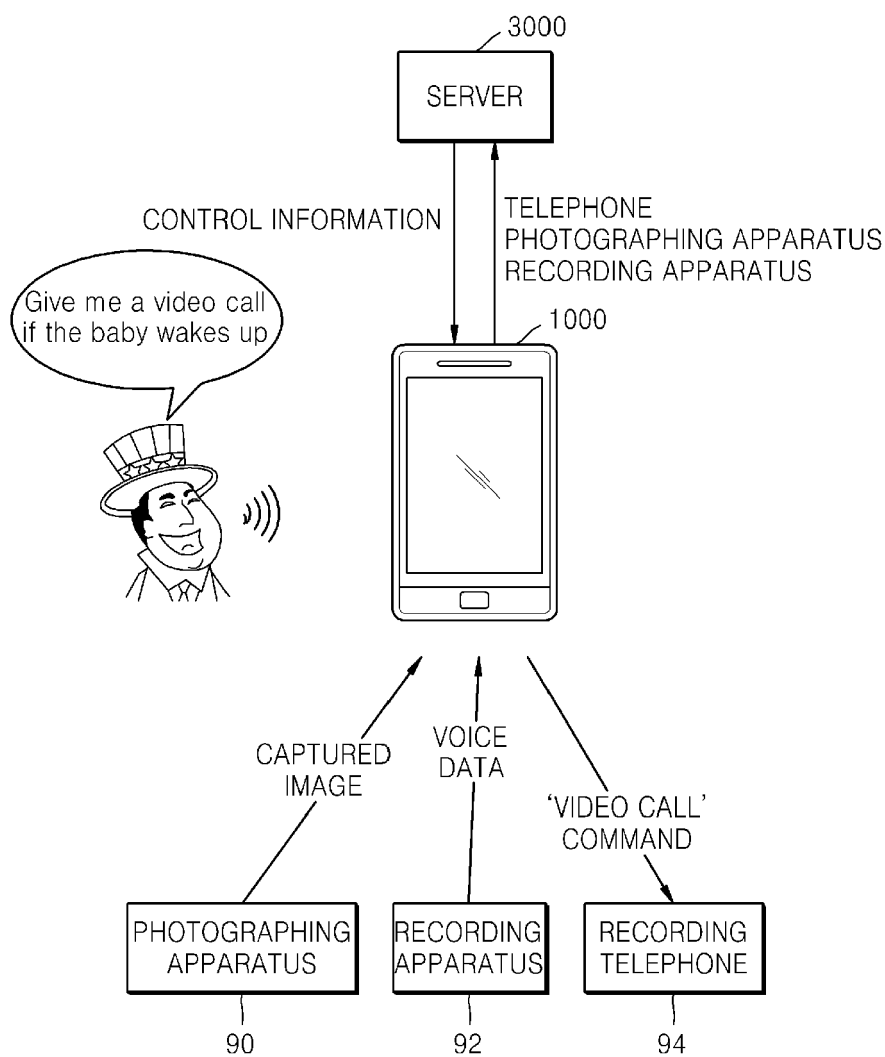 3000
SERVER
CONTROL INFORMATION
TELEPHONE
PHOTOGRAPHING APPARATUS
RECORDING APPARATUS
Give me a video call
if the baby wakes up
1000
CAPTURED
IMAGE
VOICE
DATA
‘VIDEO CALL’
COMMAND
PHOTOGRAPHING
APPARATUS
RECORDING
APPARATUS
RECORDING
TELEPHONE
90
92
94